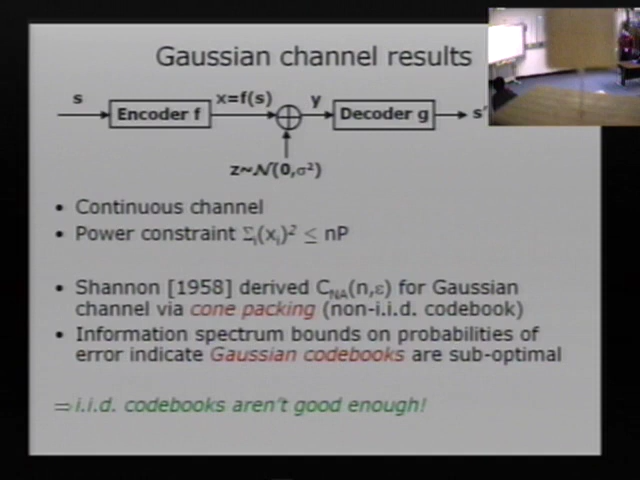 Gaussian channel results
s
x=f(s)
y
Encoder f
Decoder g
s'
z~𝒩(0,σ²)
• Continuous channel
• Power constraint Σᵢ(xᵢ)² ≤ nP
• Shannon [1958] derived C_NA(n,ε) for Gaussian
channel via cone packing (non-i.i.d. codebook)
• Information spectrum bounds on probabilities of
error indicate Gaussian codebooks are sub-optimal
⇒ i.i.d. codebooks aren't good enough!